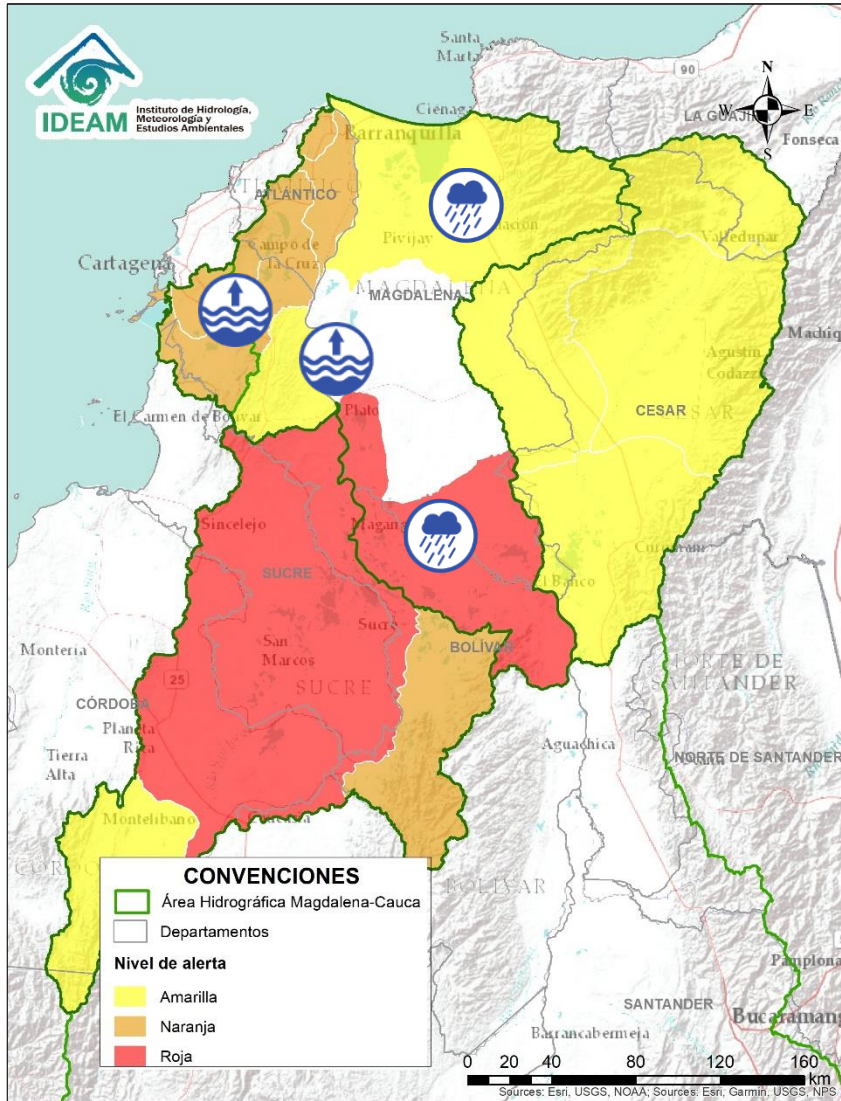 IDEAM
Instituto de Hidrología,
Meteorología y
Estudios Ambientales
Santa
Marta
90
N
W
E
S
LA GUAJIRA
Fonseca
Ciénaga
Barranquilla
ATLÁNTICO
Pivijay
Valledupar
Campo de
la Cruz
Cartagena
MAGDALENA
MAGDALENA
Agustín
Codazzi
El Carmen de Bolívar
Plato
CESAR
CESAR
Sincelejo
SUCRE
El Banco
Sucre
San
Marcos
BOLÍVAR
Montería
25
SUCRE
NORTE DE
SANTANDER
CÓRDOBA
Planeta
Rica
Tierra
Alta
Aguachica
NORTE DE SANTANDER
Montelíbano
BOLÍVAR
CONVENCIONES
Área Hidrográfica Magdalena-Cauca
Departamentos
Nivel de alerta
Amarilla
Naranja
Roja
Pamplona
SANTANDER
Barrancabermeja
0 20 40 80 120 160
km
Sources: Esri, USGS, NOAA; Sources: Esri, Garmin, USGS, NPS